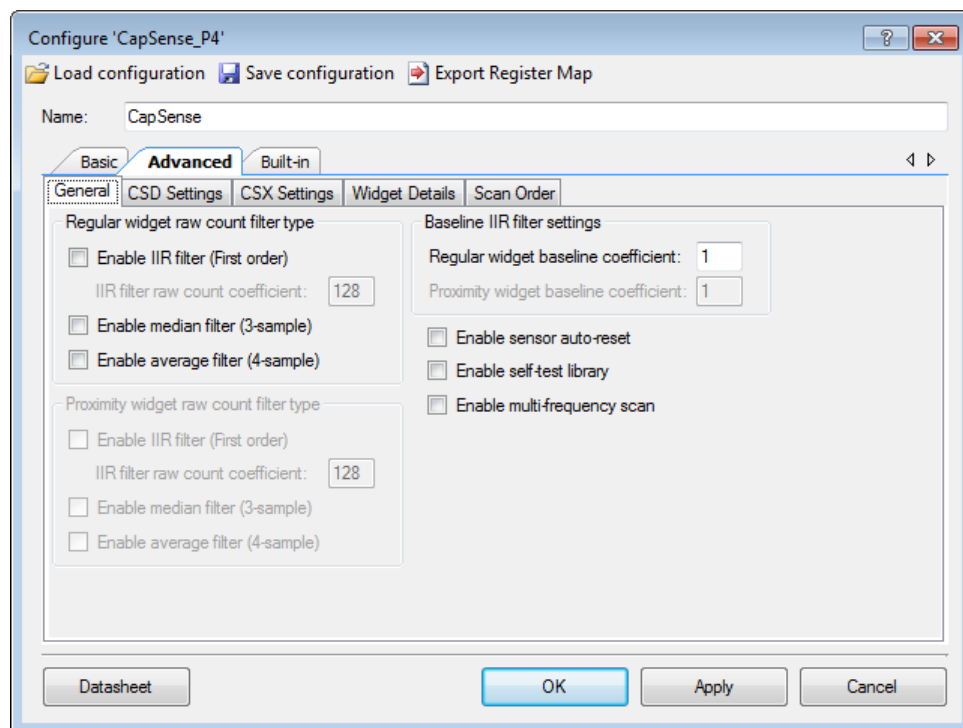 Configure 'CapSense_P4'
Load configuration Save configuration Export Register Map
Name: CapSense
Basic Advanced Built-in
General CSD Settings CSX Settings Widget Details Scan Order
Regular widget raw count filter type
Enable IIR filter (First order)
IIR filter raw count coefficient: 128
Enable median filter (3-sample)
Enable average filter (4-sample)
Proximity widget raw count filter type
Enable IIR filter (First order)
IIR filter raw count coefficient: 128
Enable median filter (3-sample)
Enable average filter (4-sample)
Baseline IIR filter settings
Regular widget baseline coefficient: 1
Proximity widget baseline coefficient: 1
Enable sensor auto-reset
Enable self-test library
Enable multi-frequency scan
Datasheet OK Apply Cancel